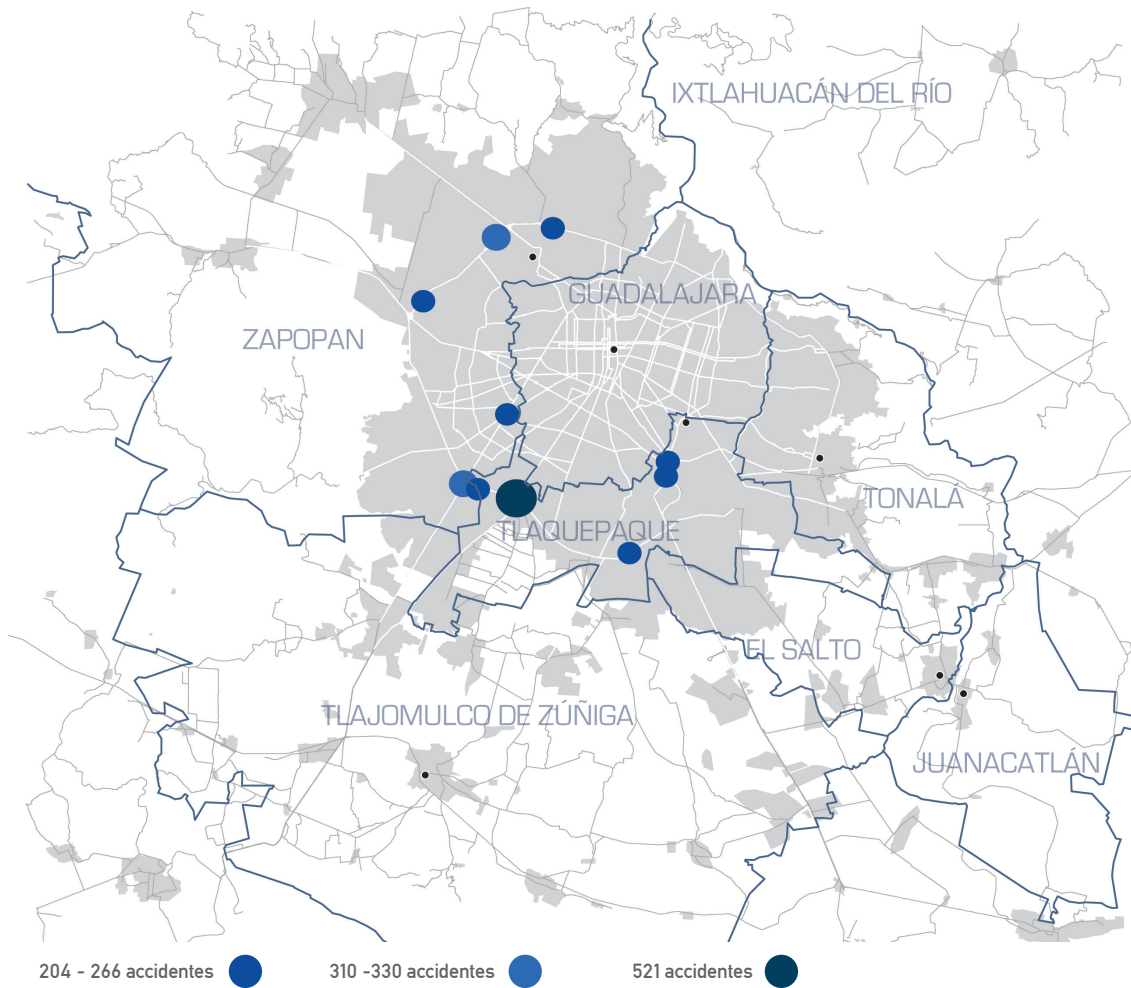 IXTLAHUACÁN DEL RÍO
GUADALAJARA
ZAPOPAN
TONALÁ
TLAQUEPAQUE
EL SALTO
TLAJOMULCO DE ZÚÑIGA
JUANACATLÁN
204 - 266 accidentes
310 -330 accidentes
521 accidentes